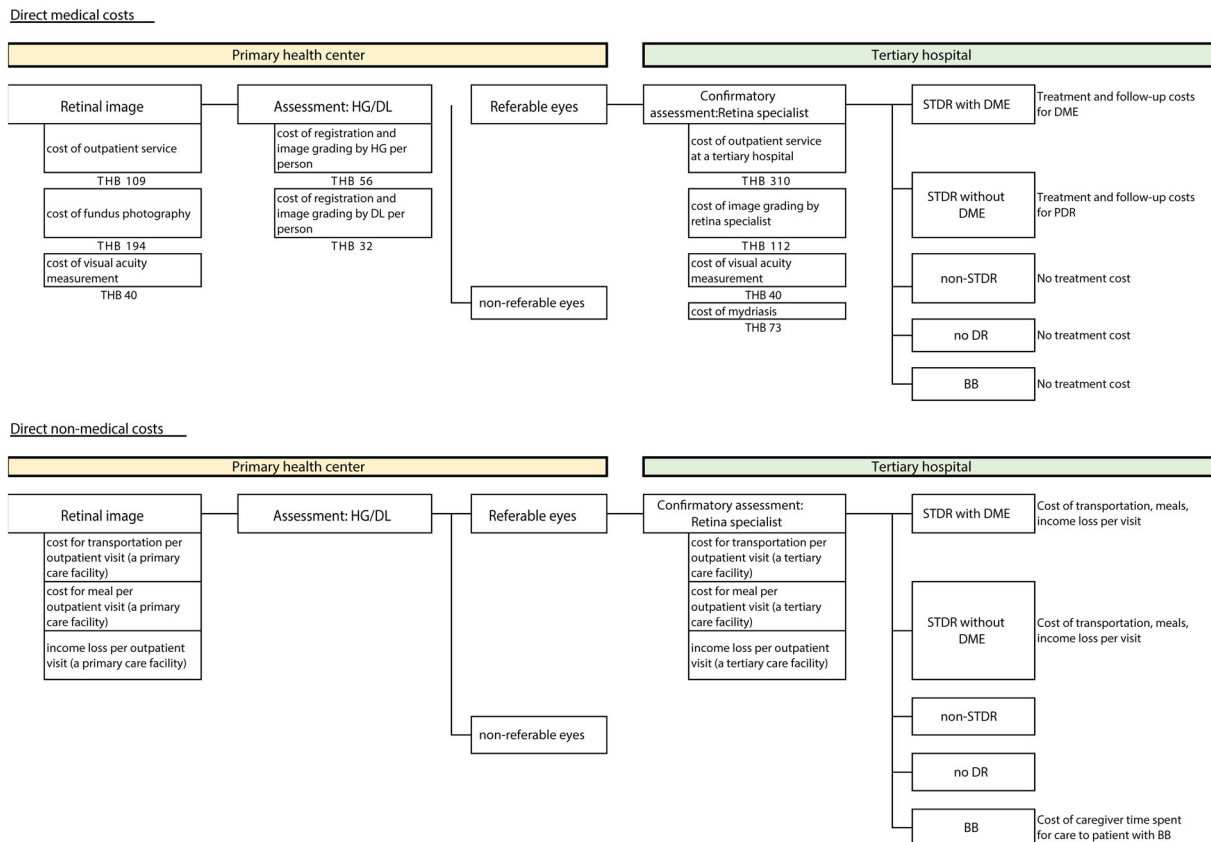 Direct medical costs
Primary health center
Tertiary hospital
Retinal image
cost of outpatient service
THB 109
cost of fundus photography
THB 194
cost of visual acuity
measurement
THB 40
Assessment: HG/DL
cost of registration and
image grading by HG per
person
THB 56
cost of registration and
image grading by DL per
person
THB 32
Referable eyes
non-referable eyes
Confirmatory
assessment:Retina specialist
cost of outpatient service
at a tertiary hospital
THB 310
cost of image grading by
retina specialist
THB 112
cost of visual acuity
measurement
THB 40
cost of mydriasis
THB 73
STDR with DME
Treatment and follow-up costs
for DME
STDR without
DME
Treatment and follow-up costs
for PDR
non-STDR
No treatment cost
no DR
No treatment cost
BB
No treatment cost
Direct non-medical costs
Primary health center
Tertiary hospital
Retinal image
cost for transportation per
outpatient visit (a primary
care facility)
cost for meal per
outpatient visit (a primary
care facility)
income loss per outpatient
visit (a primary care facility)
Assessment: HG/DL
Referable eyes
non-referable eyes
Confirmatory assessment:
Retina specialist
cost for transportation per
outpatient visit (a tertiary
care facility)
cost for meal per
outpatient visit (a tertiary
care facility)
income loss per outpatient
visit (a tertiary care facility)
STDR with DME
Cost of transportation, meals,
income loss per visit
STDR without
DME
Cost of transportation, meals,
income loss per visit
non-STDR
no DR
BB
Cost of caregiver time spent
for care to patient with BB